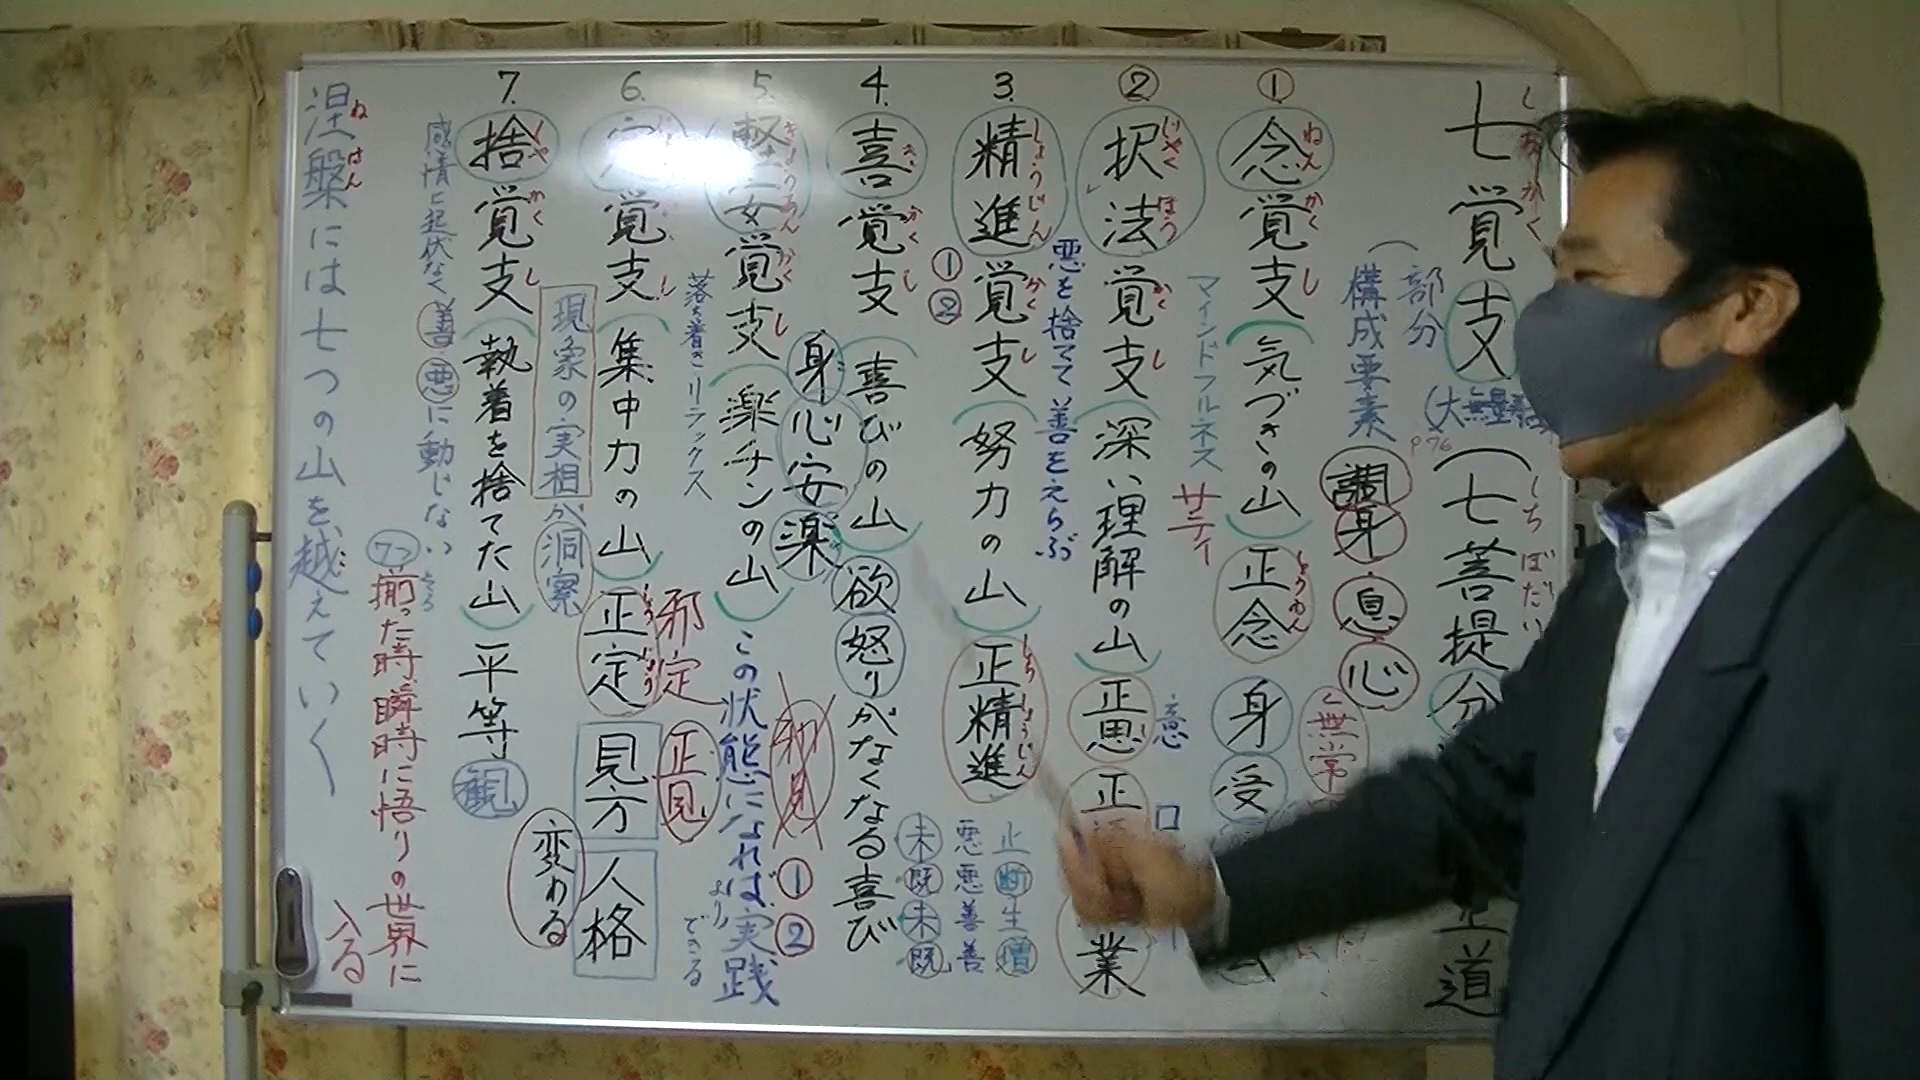 七覚支
部分
構成要素
(七菩提分
正道
調身
息
心
無常
① 念覚支(気づきの山)正念
マインドフルネス
サティ
身
受
② 択法覚支(深い理解の山)正思
業
意
口
悪を捨てて善をえらぶ
3. 精進覚支(努力の山)正精進
① ②
止 断 生 増
悪 悪 善 善
未 既 未 既
4. 喜覚支(喜びの山)欲怒りがなくなる喜び
身心安楽
5. 軽安覚支(楽チンの山)この状態になれば実践
より できる
① ②
落ち着き リラックス
6. 定覚支(集中力の山)正定
邪定
正見
見方
人格
変わる
現象の実相が洞察
7. 捨覚支(執着を捨てた山)平等観
感情に起伏なく善悪に動じない
7つ揃った時瞬時に悟りの世界に入る
涅槃には七つの山を越えていく